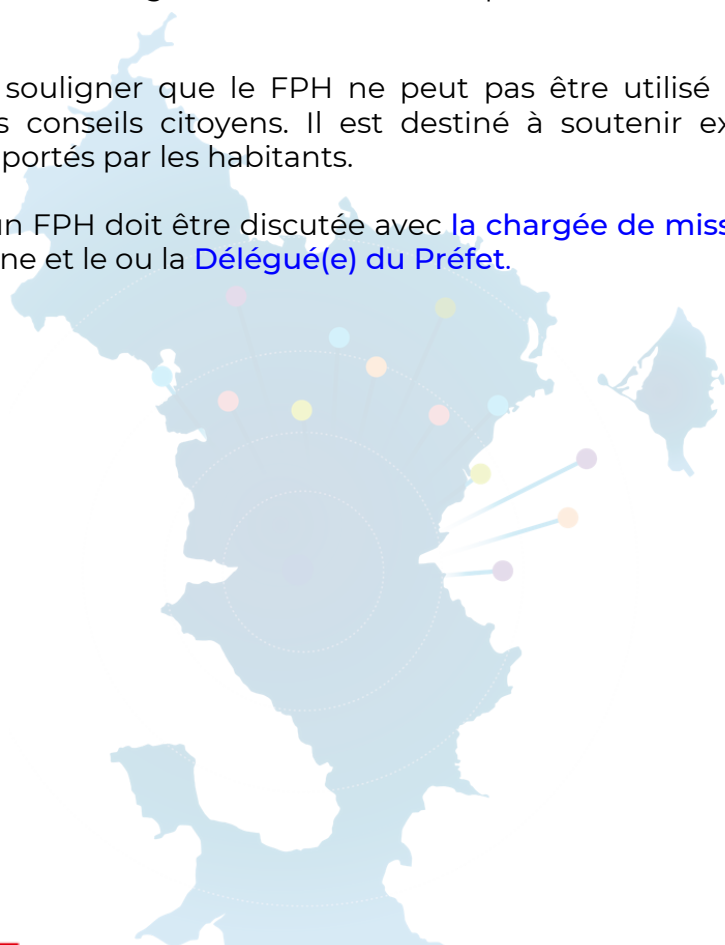 souligner que le FPH ne peut pas être utilisé
s conseils citoyens. Il est destiné à soutenir ex
portés par les habitants.
un FPH doit être discutée avec la chargée de miss
ne et le ou la Délégué(e) du Préfet.